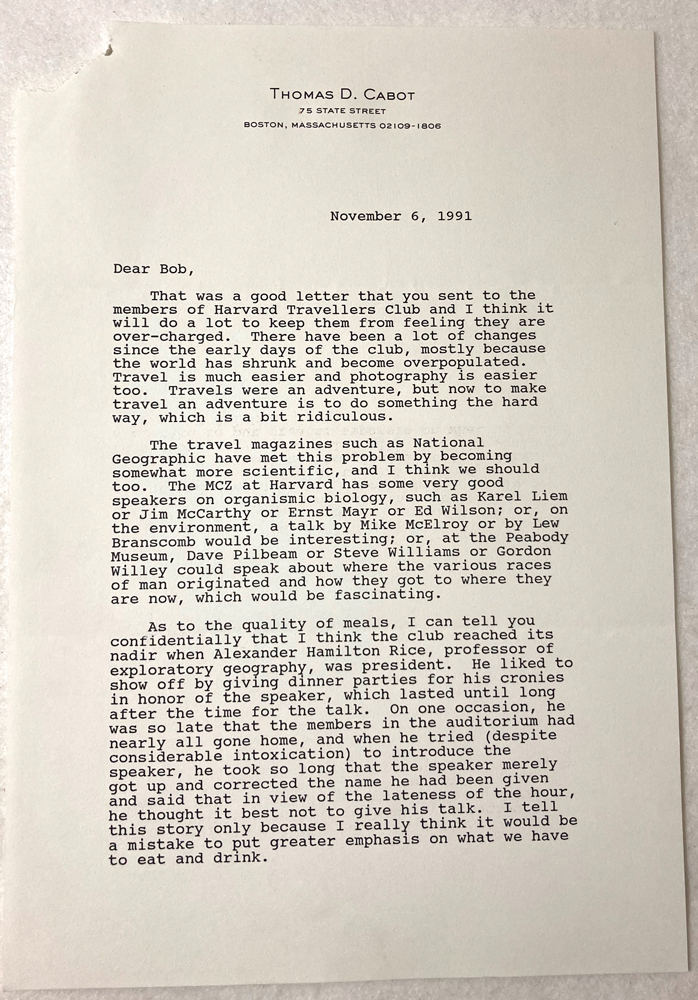 THOMAS D. CABOT
75 STATE STREET
BOSTON, MASSACHUSETTS 02109-1806
November 6, 1991
Dear Bob,
That was a good letter that you sent to the
members of Harvard Travellers Club and I think it
will do a lot to keep them from feeling they are
over-charged. There have been a lot of changes
since the early days of the club, mostly because
the world has shrunk and become overpopulated.
Travel is much easier and photography is easier
too. Travels were an adventure, but now to make
travel an adventure is to do something the hard
way, which is a bit ridiculous.
The travel magazines such as National
Geographic have met this problem by becoming
somewhat more scientific, and I think we should
too. The MCZ at Harvard has some very good
speakers on organismic biology, such as Karel Liem
or Jim McCarthy or Ernst Mayr or Ed Wilson; or, on
the environment, a talk by Mike McElroy or by Lew
Branscomb would be interesting; or, at the Peabody
Museum, Dave Pilbeam or Steve Williams or Gordon
Willey could speak about where the various races
of man originated and how they got to where they
are now, which would be fascinating.
As to the quality of meals, I can tell you
confidentially that I think the club reached its
nadir when Alexander Hamilton Rice, professor of
exploratory geography, was president. He liked to
show off by giving dinner parties for his cronies
in honor of the speaker, which lasted until long
after the time for the talk. On one occasion, he
was so late that the members in the auditorium had
nearly all gone home, and when he tried (despite
considerable intoxication) to introduce the
speaker, he took so long that the speaker merely
got up and corrected the name he had been given
and said that in view of the lateness of the hour,
he thought it best not to give his talk. I tell
this story only because I really think it would be
a mistake to put greater emphasis on what we have
to eat and drink.